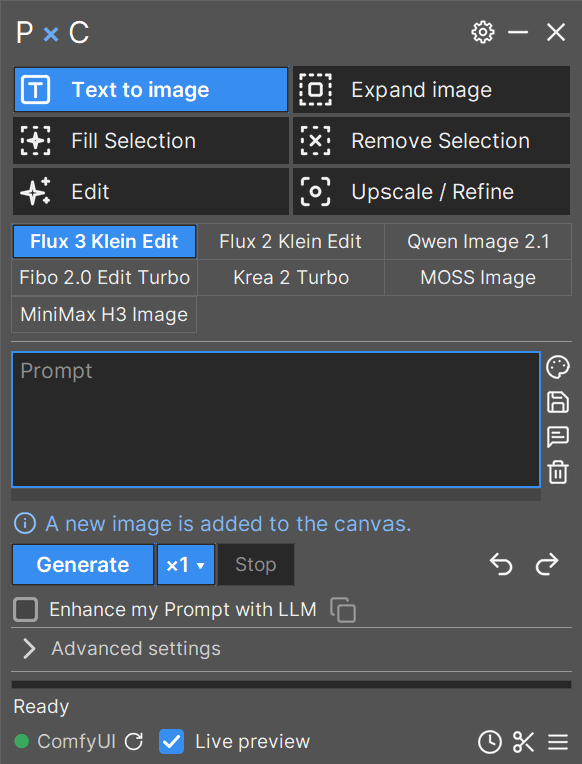 P × C
Text to image
Expand image
Fill Selection
Remove Selection
Edit
Upscale / Refine
Flux 3 Klein Edit
Flux 2 Klein Edit
Qwen Image 2.1
Fibo 2.0 Edit Turbo
Krea 2 Turbo
MOSS Image
MiniMax H3 Image
Prompt
A new image is added to the canvas.
Generate
×1
Stop
Enhance my Prompt with LLM
Advanced settings
Ready
ComfyUI
Live preview